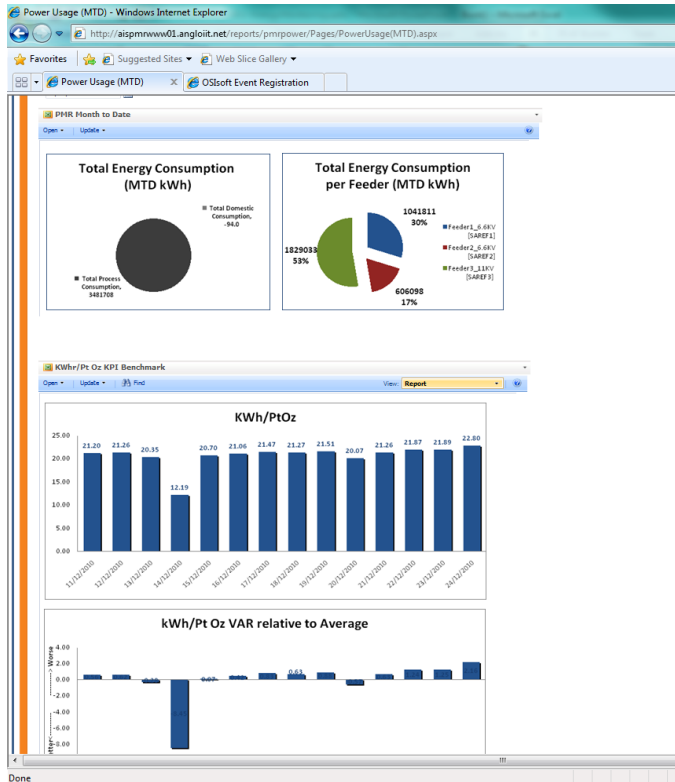 Power Usage (MTD) - Windows Internet Explorer
http://aispmrwww01.angloiit.net/reports/pmrpower/Pages/PowerUsage(MTD).aspx
Favorites Suggested Sites Web Slice Gallery
Power Usage (MTD) X OSIsoft Event Registration
PMR Month to Date
Open Update
Total Energy Consumption
(MTD kWh)
Total Domestic
Consumption,
-94.0
Total Process
Consumption,
3481708
Total Energy Consumption
per Feeder (MTD kWh)
1041811
30%
1829033
53%
606098
17%
Feeder1_6.6KV
[SAREF1]
Feeder2_6.6KV
[SAREF2]
Feeder3_11KV
[SAREF3]
KWhr/Pt Oz KPI Benchmark
Open Update Find View: Report
KWh/PtOz
25.00
20.00
15.00
10.00
5.00
0.00
21.20 21.26 20.35 12.19 20.70 21.06 21.47 21.27 21.51 20.07 21.26 21.87 21.89 22.80
11/12/2010 12/12/2010 13/12/2010 14/12/2010 15/12/2010 16/12/2010 17/12/2010 18/12/2010 19/12/2010 20/12/2010 21/12/2010 22/12/2010 23/12/2010 24/12/2010
kWh/Pt Oz VAR relative to Average
4.00
2.00
0.00
-2.00
-4.00
-6.00
-8.00
--------> Worse
0.63
Done